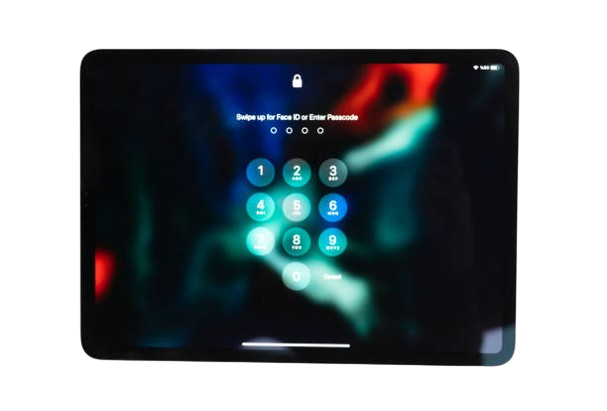 %80
Swipe up for Face ID or Enter Passcode
1
2
ABC
3
DEF
4
GHI
5
JKL
6
MNO
7
PQRS
8
TUV
9
WXYZ
0
Cancel